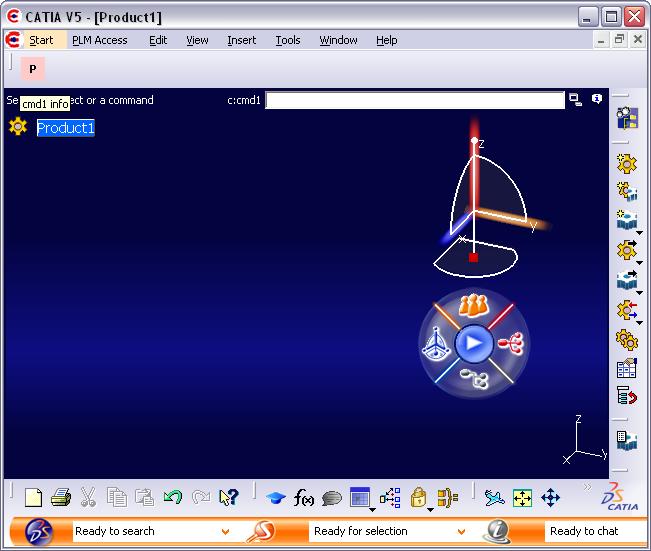 CATIA V5 - [Product1]
Start PLM Access Edit View Insert Tools Window Help
P
Se ect or a command c:cmd1
cmd1 info
Product1
z
y
x
z
x y
f(x)
CATIA
Ready to search Ready for selection Ready to chat